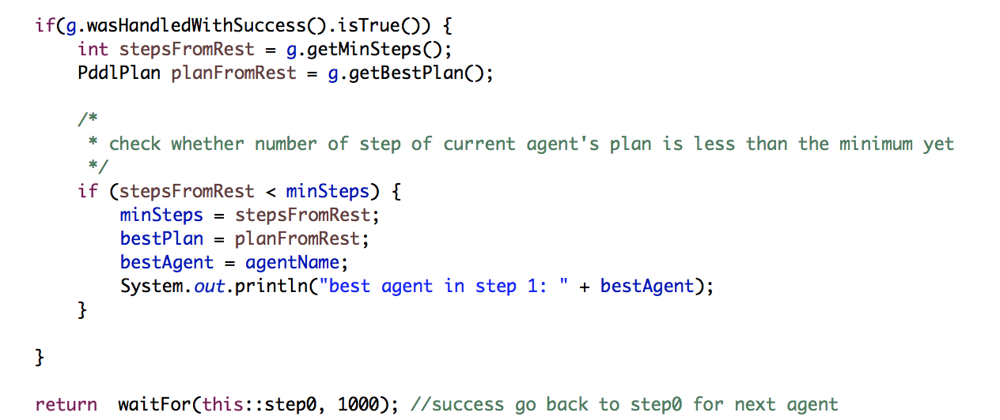 if(g.wasHandledWithSuccess().isTrue()) {
int stepsFromRest = g.getMinSteps();
PddlPlan planFromRest = g.getBestPlan();
/*
* check whether number of step of current agent's plan is less than the minimum yet
*/
if (stepsFromRest < minSteps) {
minSteps = stepsFromRest;
bestPlan = planFromRest;
bestAgent = agentName;
System.out.println("best agent in step 1: " + bestAgent);
}
}
return  waitFor(this::step0, 1000); //success go back to step0 for next agent